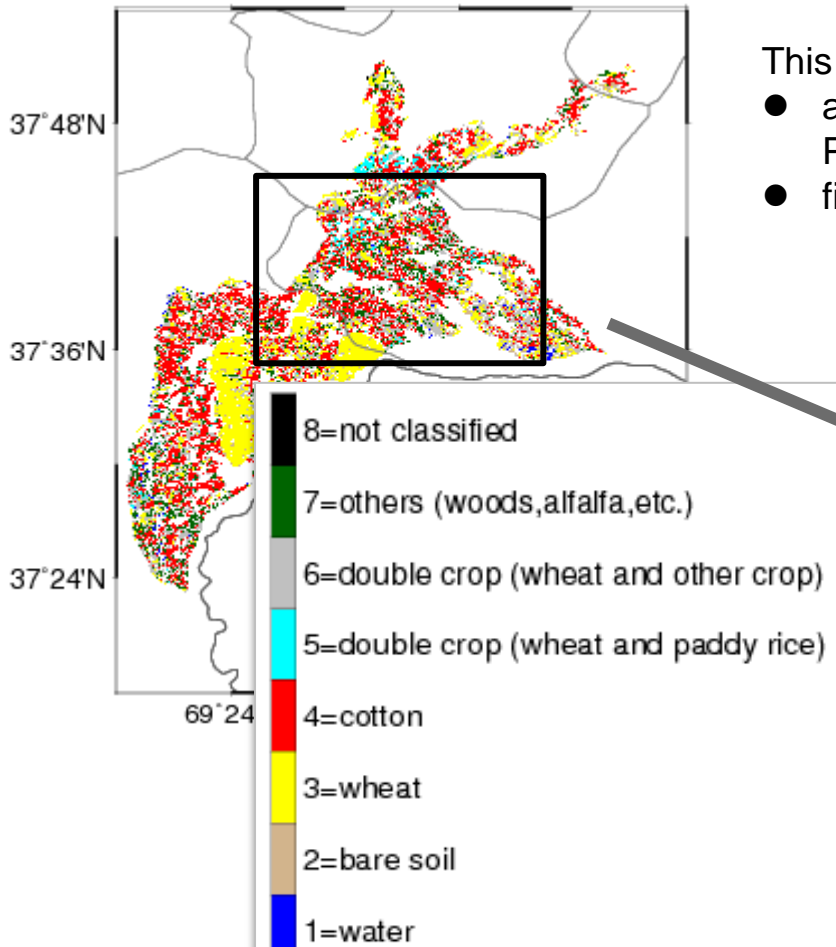 This
● a
F
● fi
37°48'N
37°36'N
37°24'N
69°24
8=not classified
7=others (woods,alfalfa,etc.)
6=double crop (wheat and other crop)
5=double crop (wheat and paddy rice)
4=cotton
3=wheat
2=bare soil
1=water